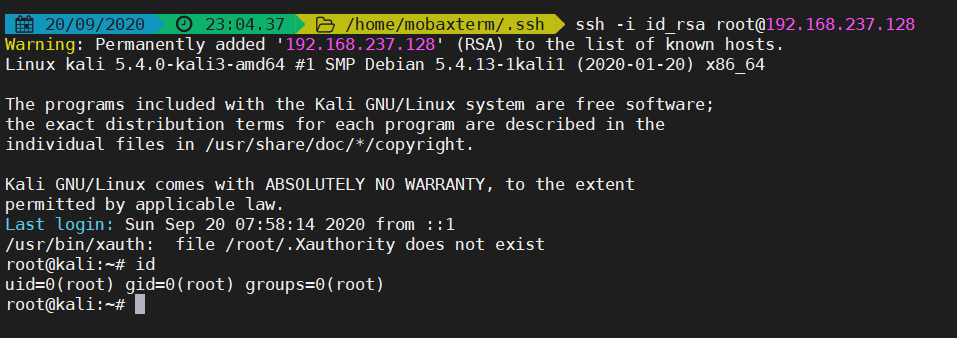 20/09/2020 23:04.37 /home/mobaxterm/.ssh ssh -i id_rsa root@192.168.237.128
Warning: Permanently added '192.168.237.128' (RSA) to the list of known hosts.
Linux kali 5.4.0-kali3-amd64 #1 SMP Debian 5.4.13-1kali1 (2020-01-20) x86_64
The programs included with the Kali GNU/Linux system are free software;
the exact distribution terms for each program are described in the
individual files in /usr/share/doc/*/copyright.
Kali GNU/Linux comes with ABSOLUTELY NO WARRANTY, to the extent
permitted by applicable law.
Last login: Sun Sep 20 07:58:14 2020 from ::1
/usr/bin/xauth:  file /root/.Xauthority does not exist
root@kali:~# id
uid=0(root) gid=0(root) groups=0(root)
root@kali:~#